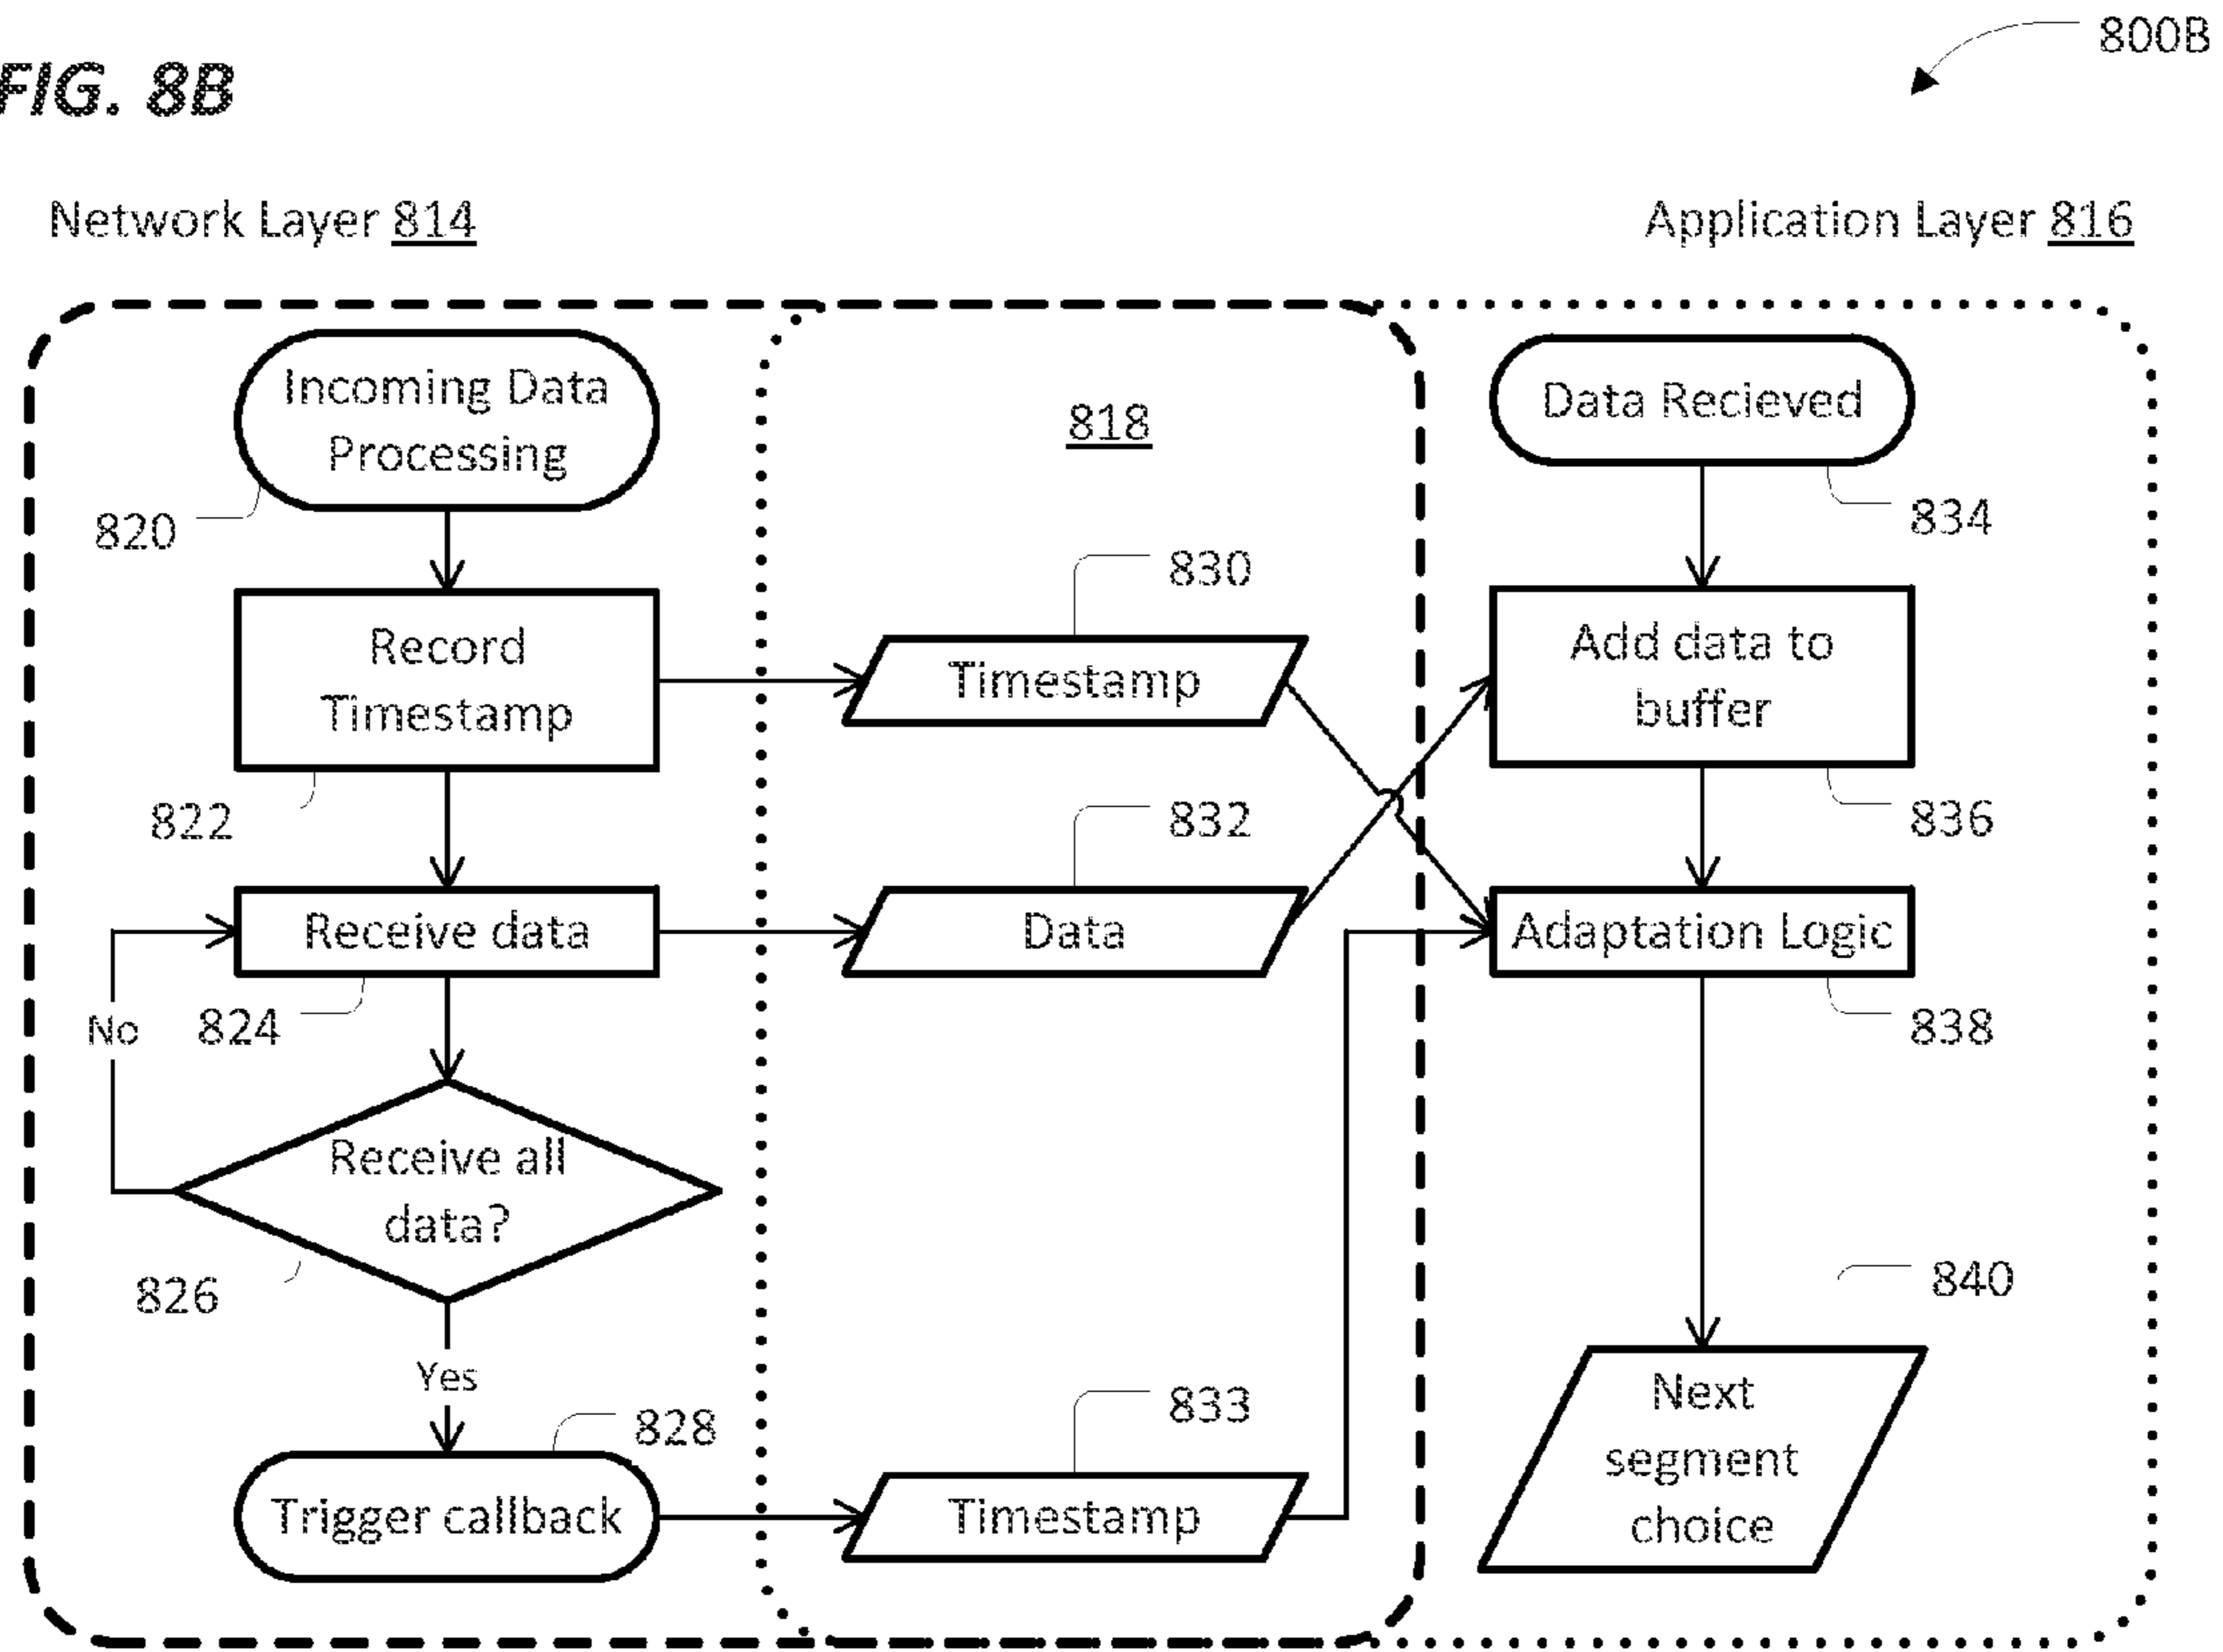 800B
FIG. 8B
Network Layer 814
Application Layer 816
Incoming Data
Processing
820
Record
Timestamp
822
Receive data
824
No
Receive all
data?
826
Yes
828
Trigger callback
818
830
Timestamp
832
Data
833
Timestamp
Data Recieved
834
Add data to
buffer
836
Adaptation Logic
838
840
Next
segment
choice